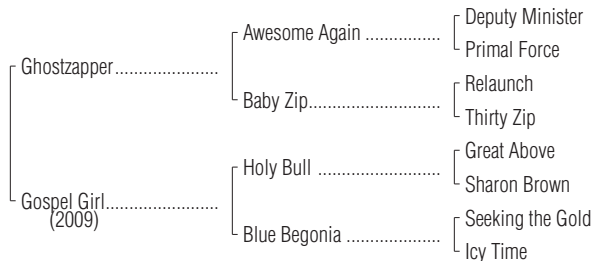 Deputy Minister
Awesome Again ..................
Primal Force
Ghostzapper.......................
Relaunch
Baby Zip.............................
Thirty Zip
Great Above
Holy Bull ...........................
Sharon Brown
Gospel Girl.........................
(2009)
Seeking the Gold
Blue Begonia .....................
Icy Time